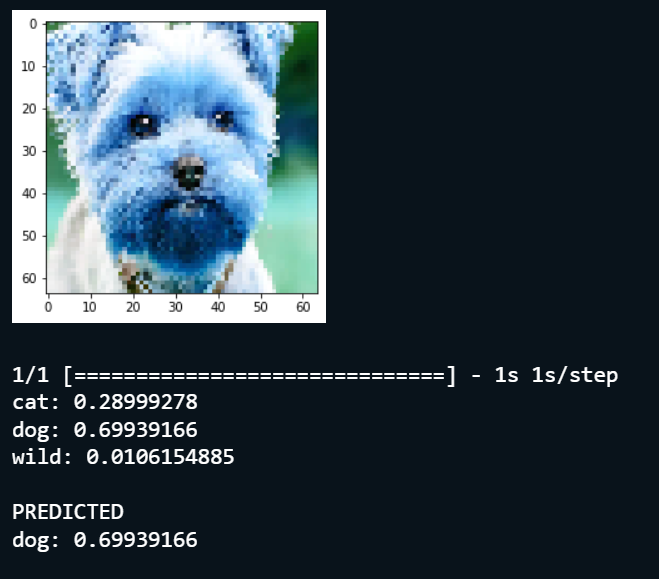 0
10
20
30
40
50
60
0 10 20 30 40 50 60
1/1 [==============================] - 1s 1s/step
cat: 0.28999278
dog: 0.69939166
wild: 0.0106154885
PREDICTED
dog: 0.69939166